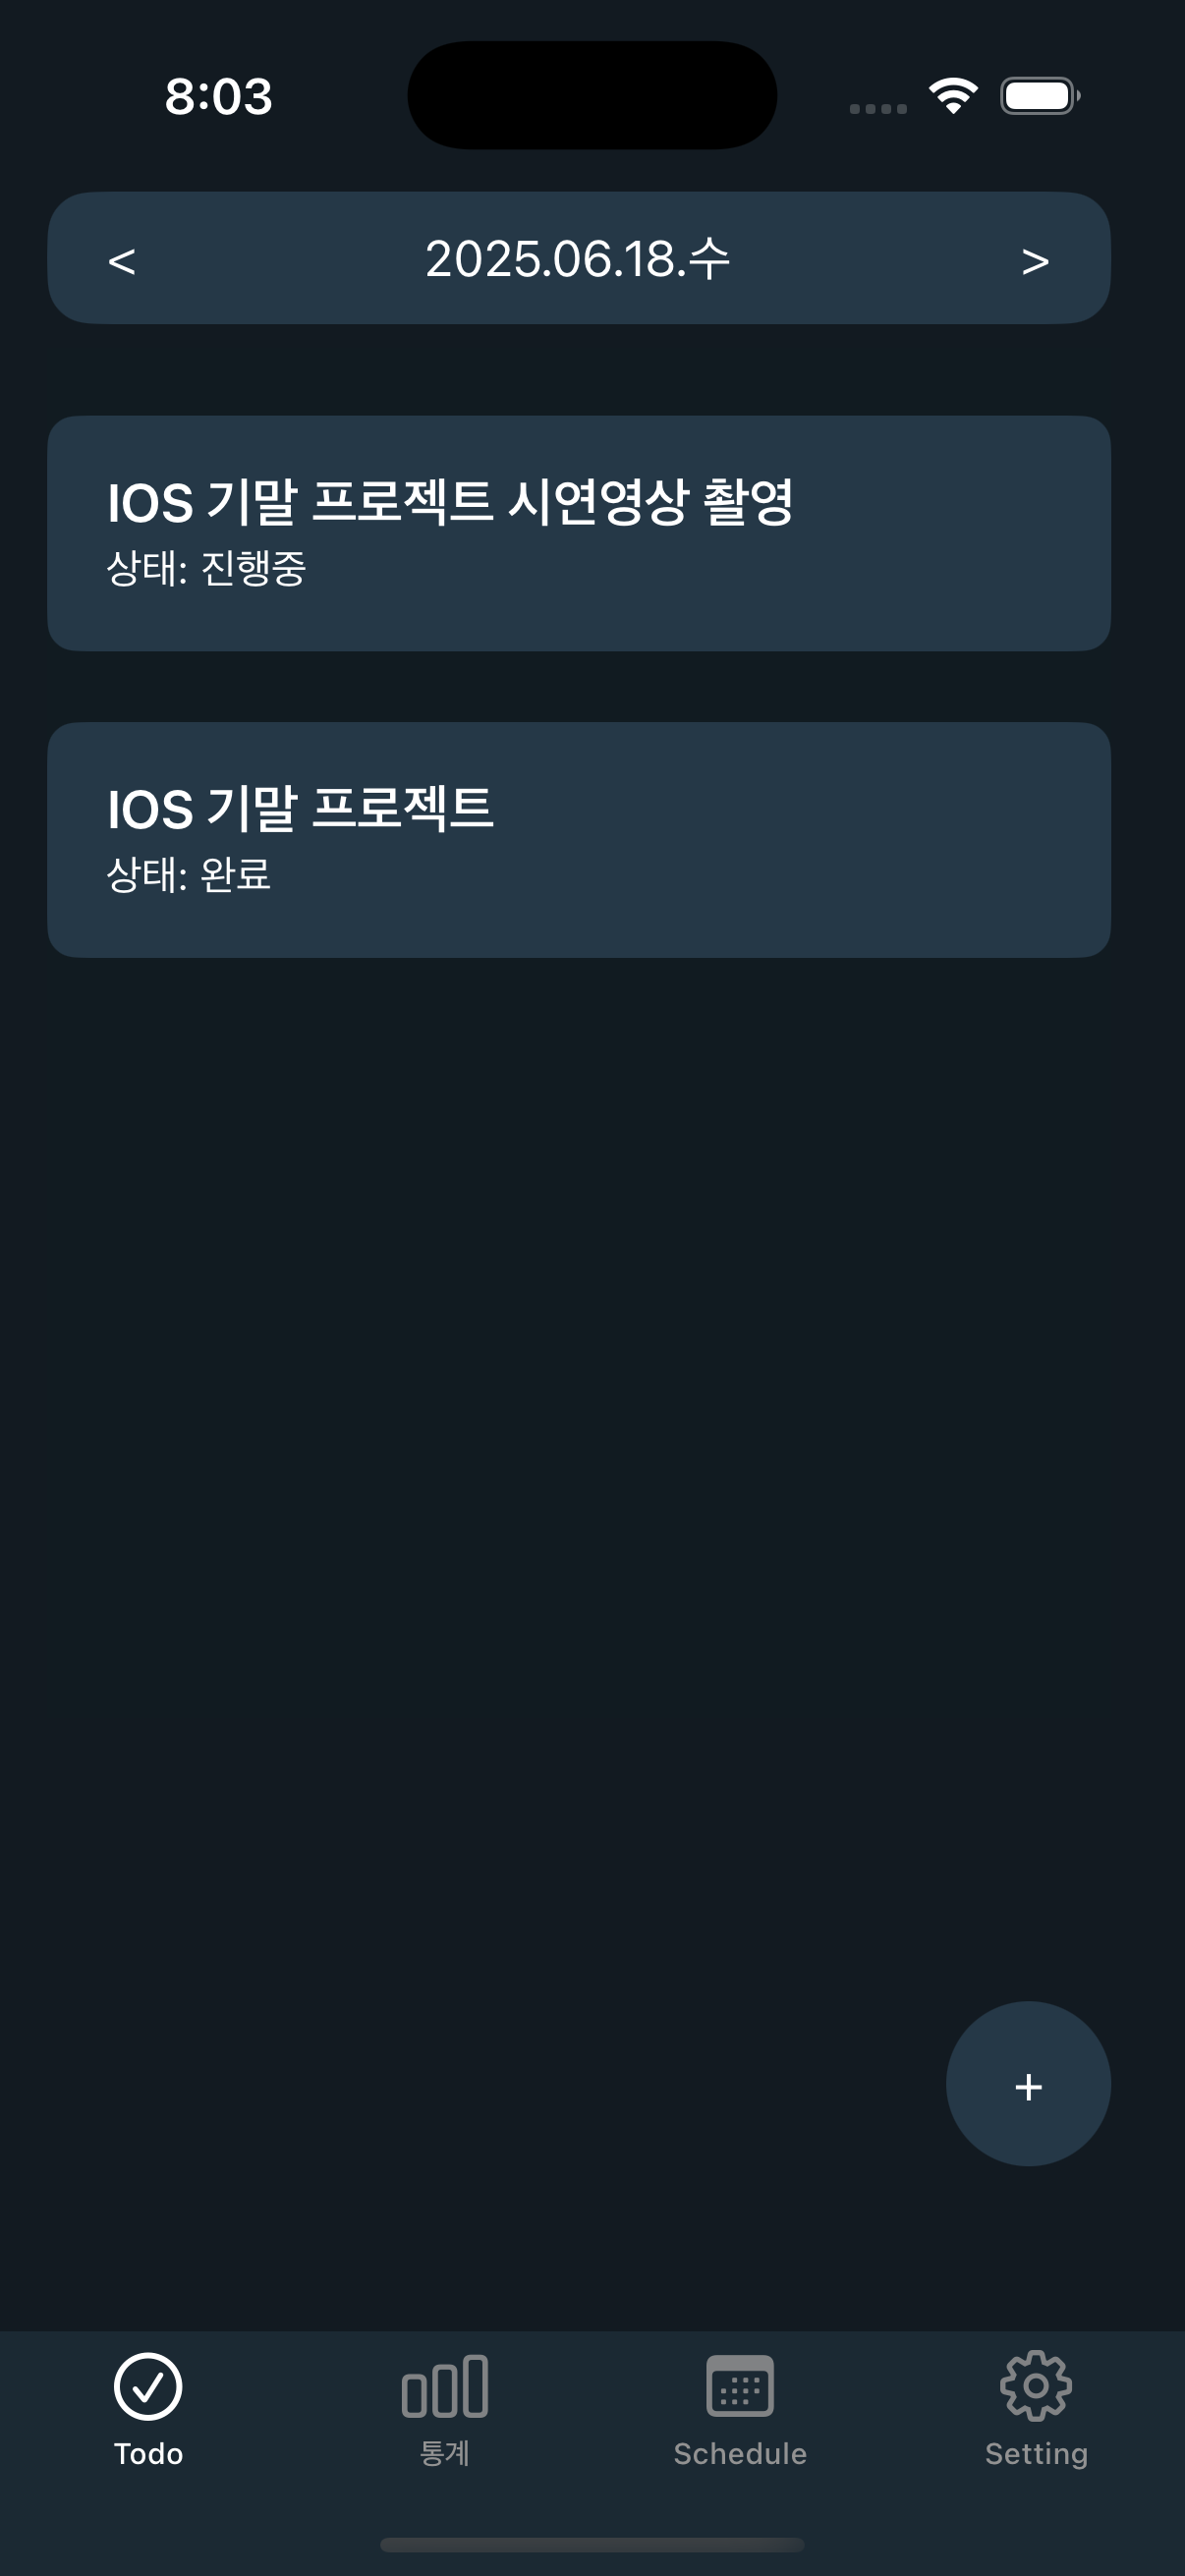 8:03
< 2025.06.18.수 >
IOS 기말 프로젝트 시연영상 촬영
상태: 진행중
IOS 기말 프로젝트
상태: 완료
+
Todo 통계 Schedule Setting